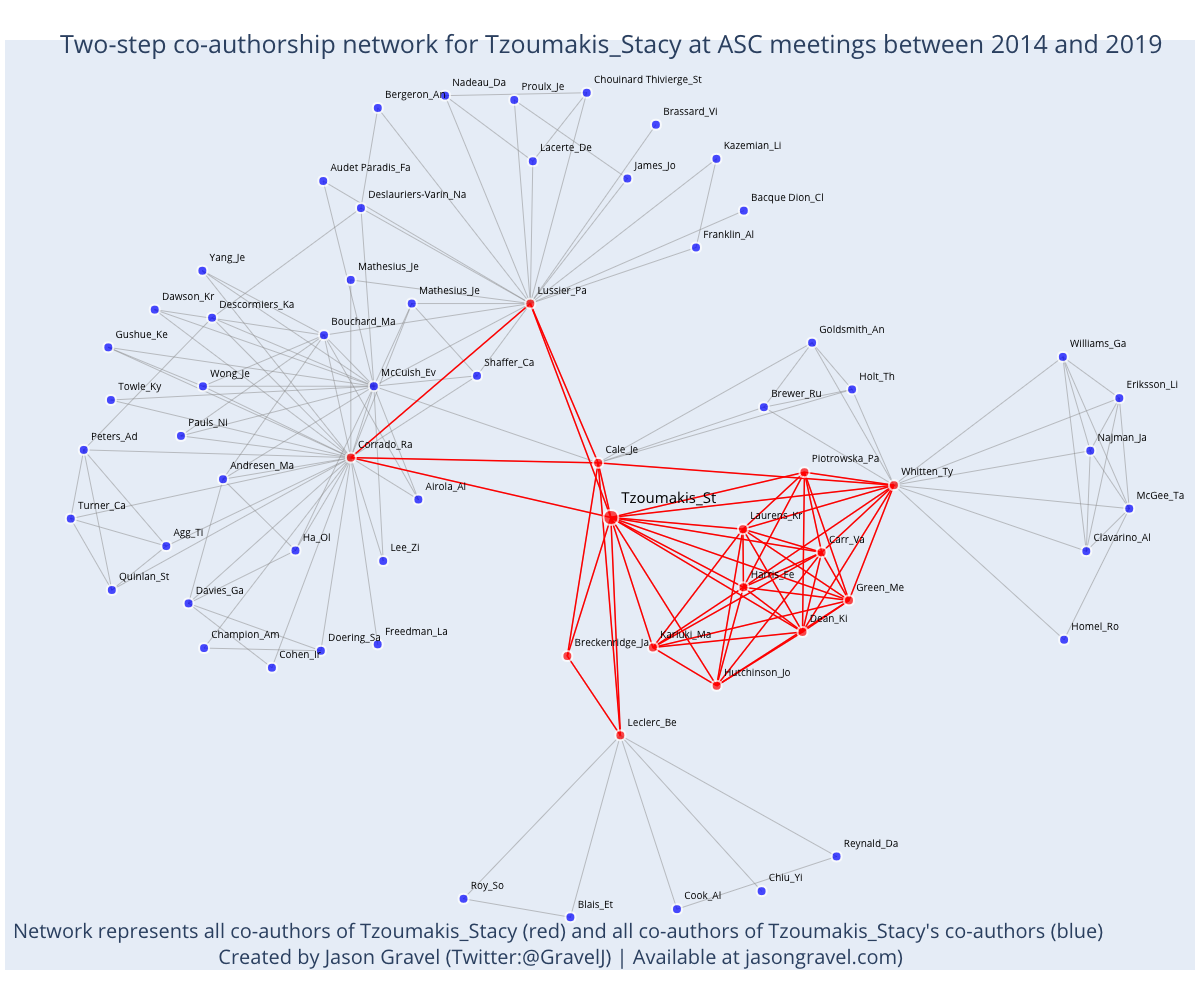 Two-step co-authorship network for Tzoumakis_Stacy at ASC meetings between 2014 and 2019
Nadeau_Da
Proulx_Je
Chouinard Thivierge_St
Bergeron_An
Brassard_Vi
Lacerte_De
Kazemian_Li
Audet Paradis_Fa
James_Jo
Deslauriers-Varin_Na
Bacque Dion_Cl
Franklin_Al
Yang_Je
Mathesius_Je
Dawson_Kr
Descormiers_Ka
Mathesius_Je
Lussier_Pa
Bouchard_Ma
Gushue_Ke
Goldsmith_An
Williams_Ga
Wong_Je
McCuish_Ev
Shaffer_Ca
Holt_Th
Towle_Ky
Brewer_Ru
Eriksson_Li
Pauls_Ni
Peters_Ad
Corrado_Ra
Cale_Je
Najman_Ja
Andresen_Ma
Piotrowska_Pa
Whitten_Ty
Airola_Al
Tzoumakis_St
McGee_Ta
Turner_Ca
Laurens_Kr
Agg_Ti
Ha_Ol
Lee_Zi
Carr_Va
Clavarino_Al
Quinlan_St
Harris_Fe
Green_Me
Davies_Ga
Dean_Ki
Homel_Ro
Champion_Am
Doering_Sa
Freedman_La
Kariuki_Ma
Breckenridge_Ja
Cohen_Ir
Hutchinson_Jo
Leclerc_Be
Reynald_Da
Roy_So
Chiu_Yi
Cook_Al
Blais_Et
Network represents all co-authors of Tzoumakis_Stacy (red) and all co-authors of Tzoumakis_Stacy's co-authors (blue)
Created by Jason Gravel (Twitter:@GravelJ) | Available at jasongravel.com)